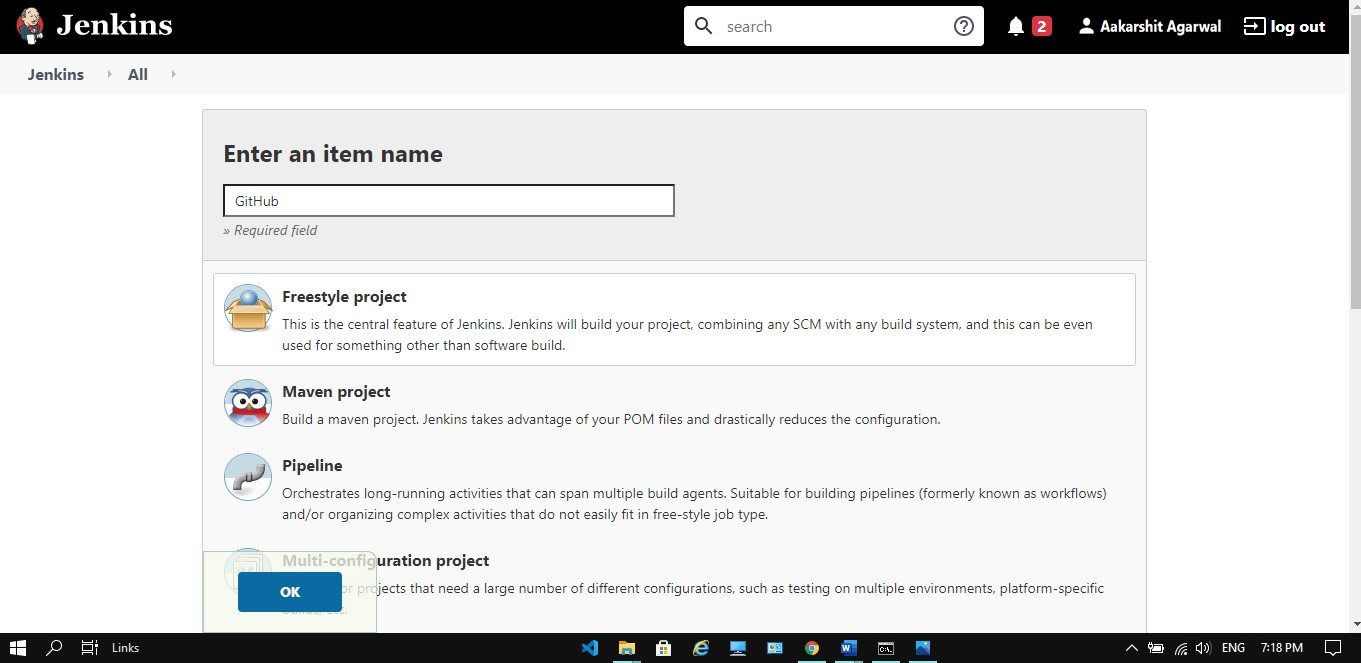 Jenkins
search
2
Aakarshit Agarwal
log out
Jenkins
All
Enter an item name
GitHub
» Required field
Freestyle project
This is the central feature of Jenkins. Jenkins will build your project, combining any SCM with any build system, and this can be even
used for something other than software build.
Maven project
Build a maven project. Jenkins takes advantage of your POM files and drastically reduces the configuration.
Pipeline
Orchestrates long-running activities that can span multiple build agents. Suitable for building pipelines (formerly known as workflows)
and/or organizing complex activities that do not easily fit in free-style job type.
Multi-configuration project
OK
or projects that need a large number of different configurations, such as testing on multiple environments, platform-specific
etc.
Links
ENG
7:18 PM